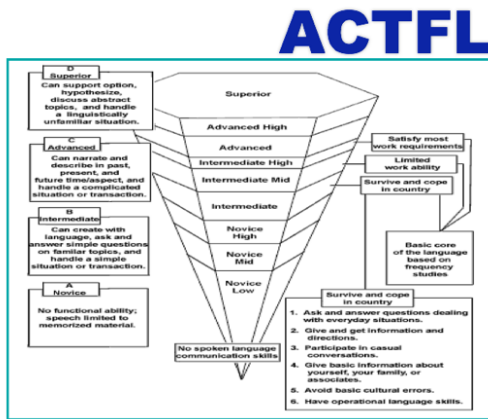 ACTFL
D
Superior
Can support option,
hypothesize,
discuss abstract
topics, and handle
a linguistically
unfamiliar situation.
C
Advanced
Can narrate and
describe in past,
present, and
future time/aspect, and
handle a complicated
situation or transaction.
B
Intermediate
Can create with
language, ask and
answer simple questions
on familar topics, and
handle a simple
situation or transaction.
A
Novice
No functional ability;
speech limited to
memorized material.
Superior
Advanced High
Advanced
Intermediate High
Intermediate Mid
Intermediate
Novice
High
Novice
Mid
Novice
Low
No spoken language
communication skills
Satisfy most
work requirements
Limited
work ability
Survive and cope
in country
Basic core
of the language
based on
frequency
studies
Survive and cope
in country
1. Ask and answer questions dealing
with everyday situations.
2. Give and get information and
directions.
3. Participate in casual
conversations.
4. Give basic information about
yourself, your family, or
associates.
5. Avoid basic cultural errors.
6. Have operational language skills.